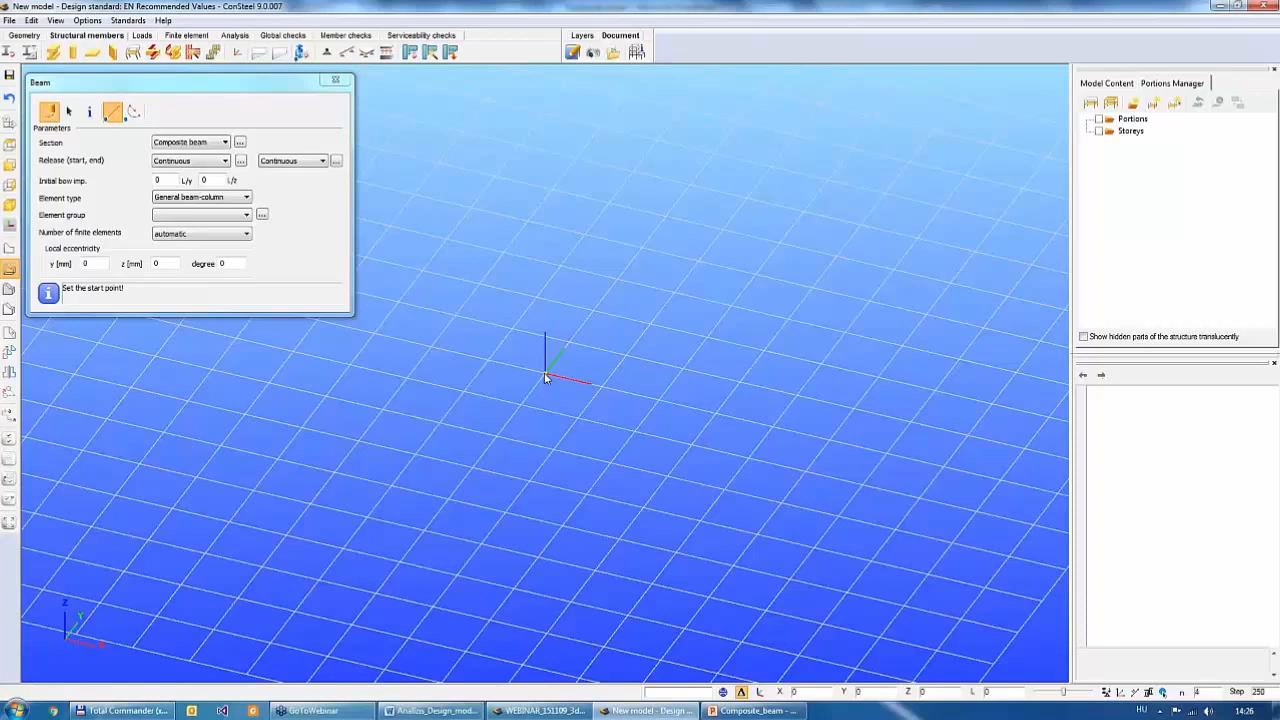 New model - Design standard: EN Recommended Values - ConSteel 9.0.007
File Edit View Options Standards Help
Geometry Structural members Loads Finite element Analysis Global checks Member checks Serviceability checks Layers Document
Beam
Parameters
Section Composite beam ...
Release (start, end) Continuous ... Continuous ...
Initial bow imp. 0 L/y 0 L/z
Element type General beam-column
Element group ...
Number of finite elements automatic
Local eccentricity
y [mm] 0 z [mm] 0 degree 0
Set the start point!
Model Content Portions Manager
Portions
Storeys
Show hidden parts of the structure translucently
Z
Y
X
X 0 Y 0 Z 0 L 0 n 4 Step 250
Total Commander (x... GoToWebinar Analizis_Design_mod... WEBINAR_151109_3d... New model - Design ... Composite_beam - ... HU 14:26